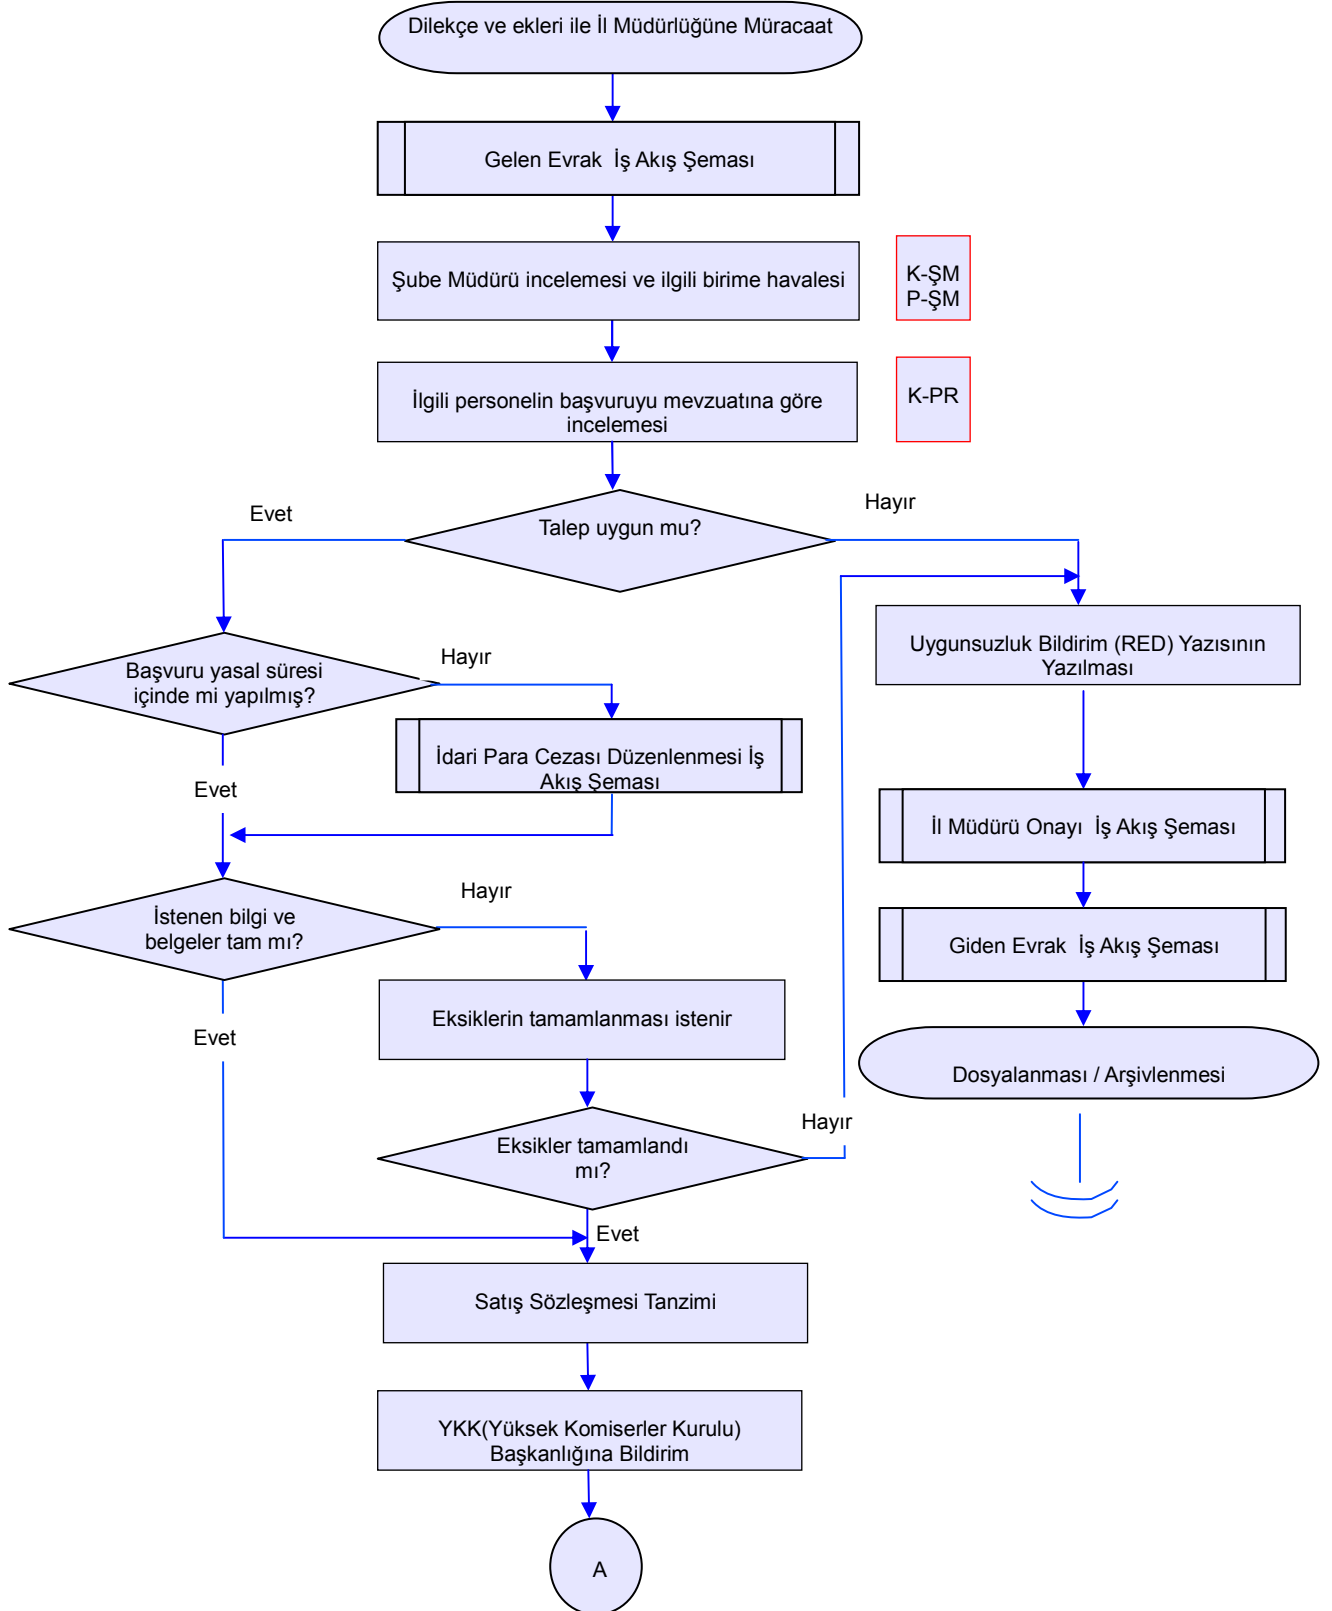 Dilekçe ve ekleri ile İl Müdürlüğüne Müracaat
Gelen Evrak İş Akış Şeması
Şube Müdürü incelemesi ve ilgili birime havalesi
K-ŞM
P-ŞM
İlgili personelin başvuruyu mevzuatına göre
incelemesi
K-PR
Talep uygun mu?
Evet
Hayır
Uygunsuzluk Bildirim (RED) Yazısının
Yazılması
Başvuru yasal süresi
içinde mi yapılmış?
Hayır
İdari Para Cezası Düzenlenmesi İş
Akış Şeması
Evet
İl Müdürü Onayı İş Akış Şeması
İstenen bilgi ve
belgeler tam mı?
Hayır
Giden Evrak İş Akış Şeması
Eksiklerin tamamlanması istenir
Evet
Dosyalanması / Arşivlenmesi
Eksikler tamamlandı
mı?
Hayır
Evet
Satış Sözleşmesi Tanzimi
YKK(Yüksek Komiserler Kurulu)
Başkanlığına Bildirim
A